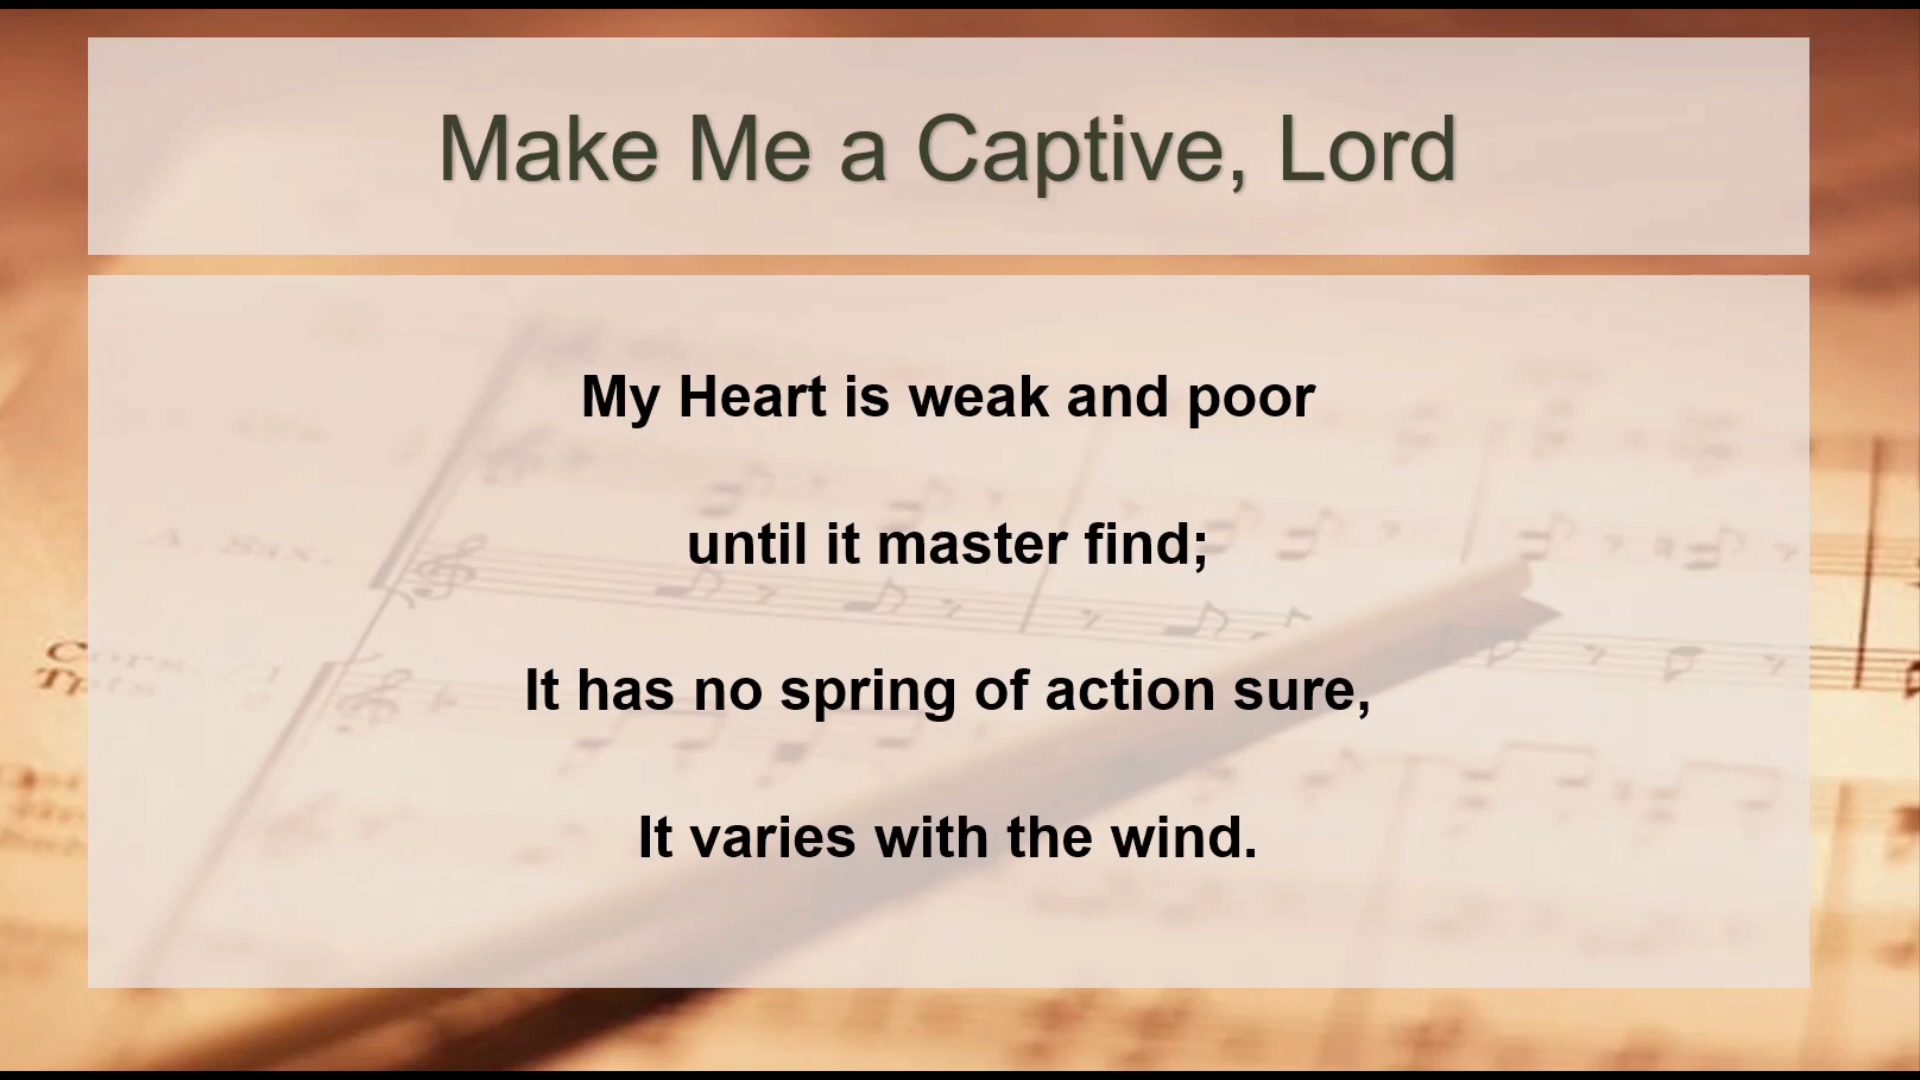 Make Me a Captive, Lord
My Heart is weak and poor
until it master find;
It has no spring of action sure,
It varies with the wind.
A. Sax.